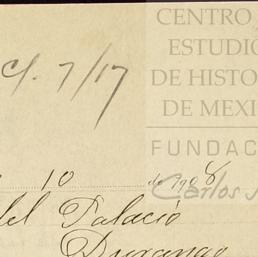 CENTRO
ESTUDIO
DE HISTO
DE MEXI
FUNDAC
Carlos
C/. 7/17
10 de 1908
del Palacio
Durango